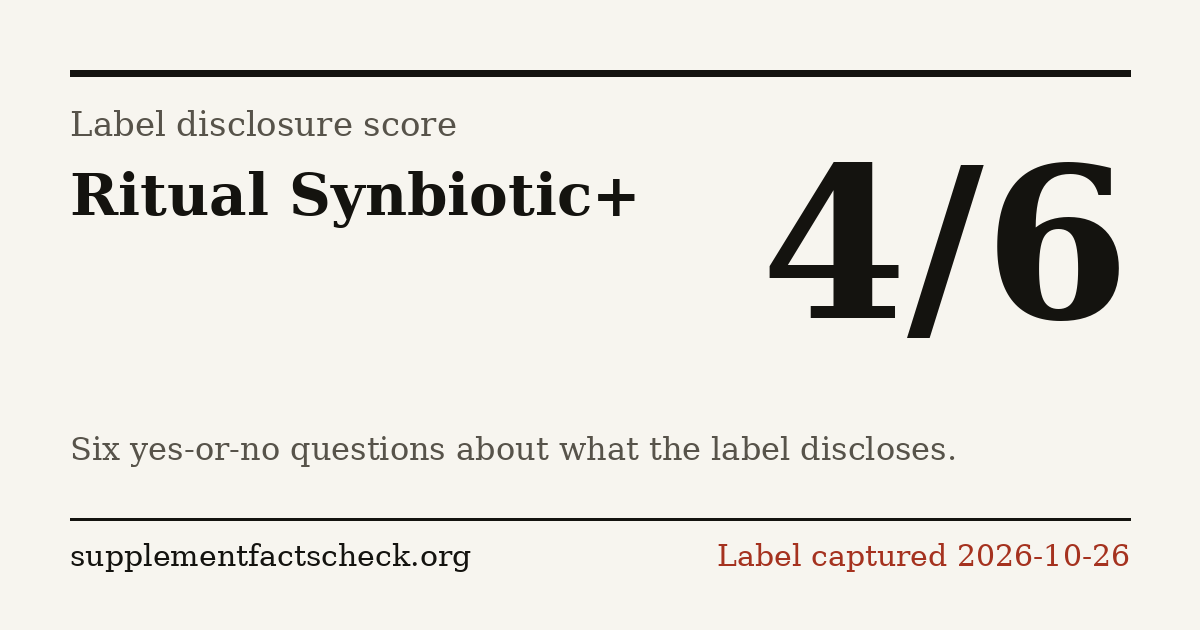 Label disclosure score
Ritual Synbiotic+
4/6
Six yes-or-no questions about what the label discloses.
supplementfactscheck.org
Label captured 2026-10-26